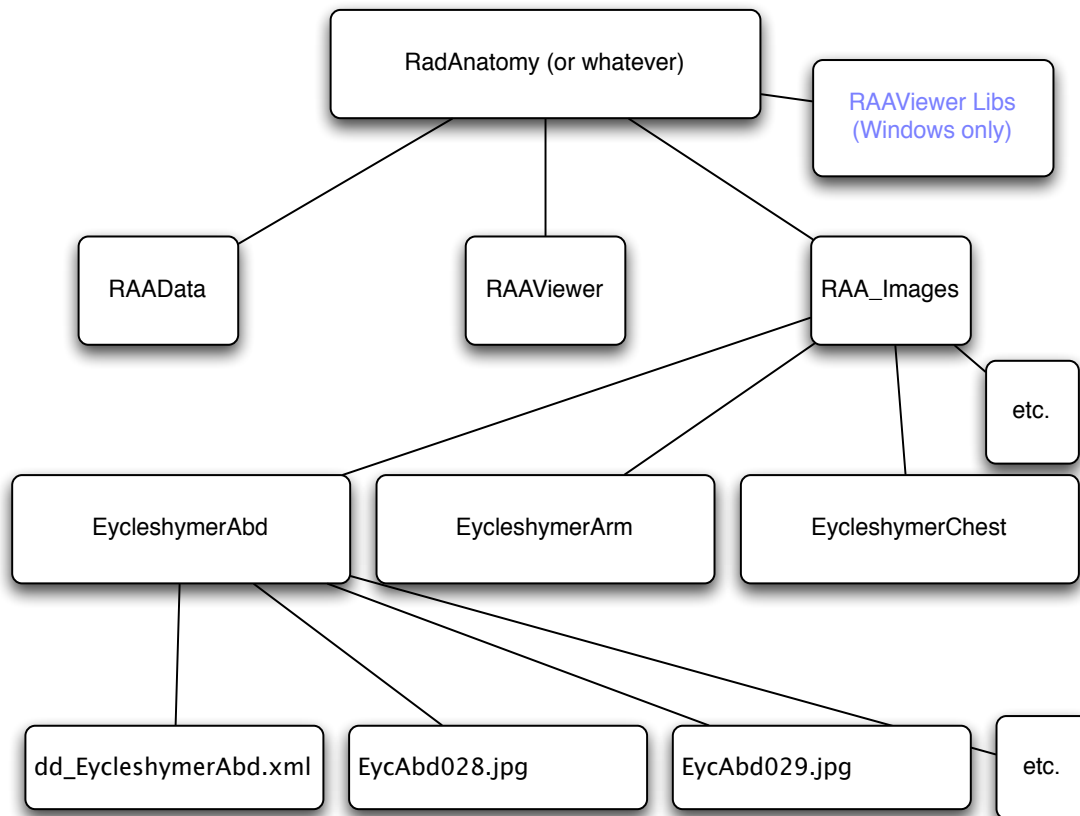 RadAnatomy (or whatever)
RAAViewer Libs
(Windows only)
RAAData
RAAViewer
RAA_Images
etc.
EycleshymerAbd
EycleshymerArm
EycleshymerChest
dd_EycleshymerAbd.xml
EycAbd028.jpg
EycAbd029.jpg
etc.